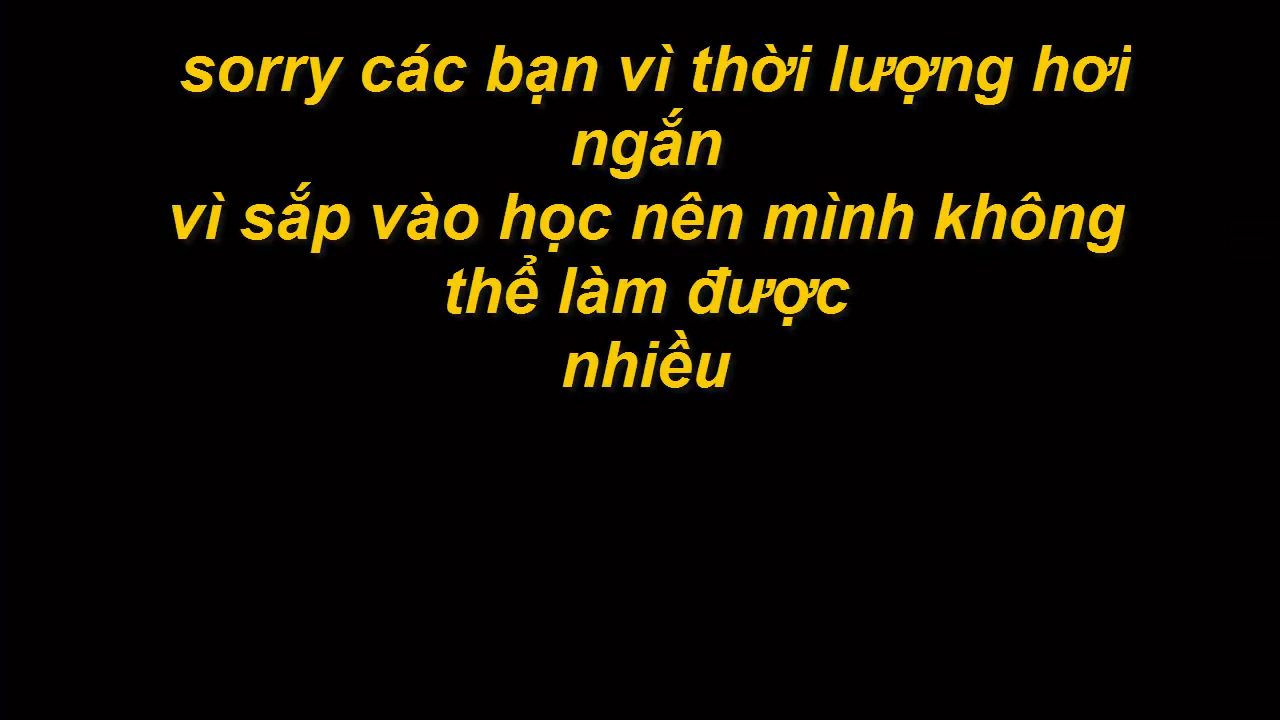 sorry các bạn vì thời lượng hơi
ngắn
vì sắp vào học nên mình không
thể làm được
nhiều